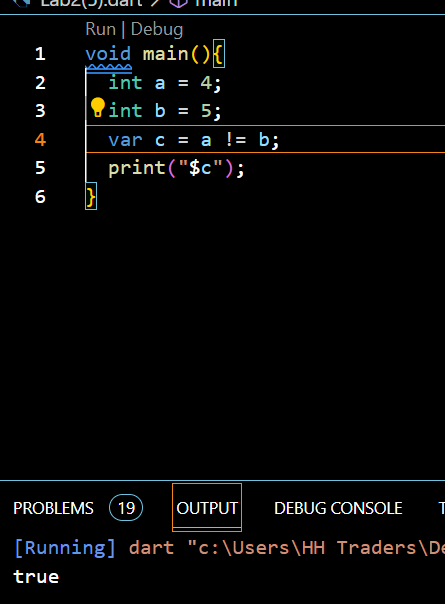 Lab2(5).dart > main
Run | Debug
1 void main(){
2 int a = 4;
3 int b = 5;
4 var c = a != b;
5 print("$c");
6 }
PROBLEMS 19 OUTPUT DEBUG CONSOLE
[Running] dart "c:\Users\HH Traders\De
true